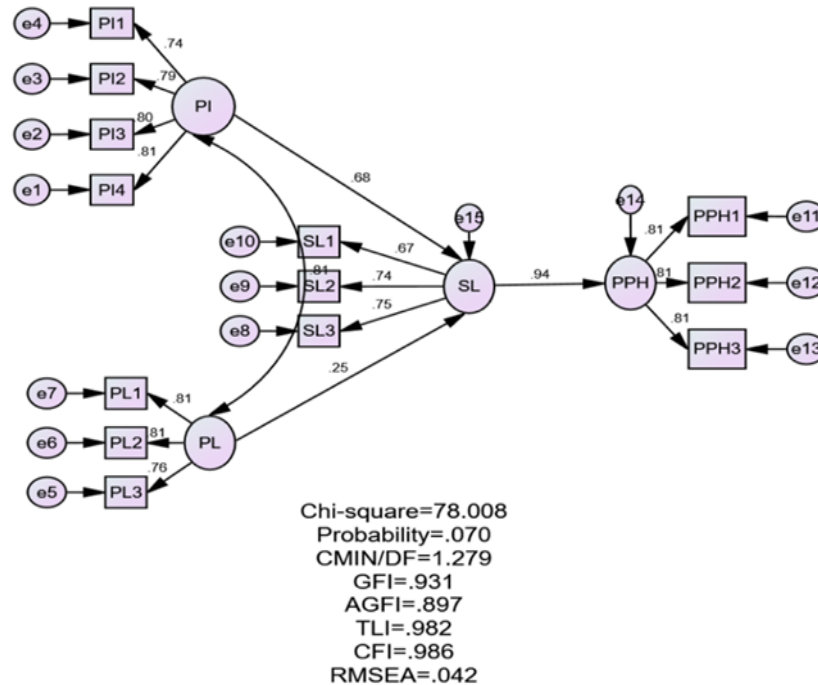 e4 PI1 .74
e3 PI2 .79
PI
e2 PI3 .80
.81
e1 PI4
.68
e14 PPH1 e11
e15 .81
e10 SL1 .67
.81
e9 SL2 .74 SL .94 PPH .81 PPH2 e12
e8 SL3 .75 .81
PPH3 e13
.25
e7 PL1 .81
e6 PL2 .81 PL
.76
e5 PL3
Chi-square=78.008
Probability=.070
CMIN/DF=1.279
GFI=.931
AGFI=.897
TLI=.982
CFI=.986
RMSEA=.042